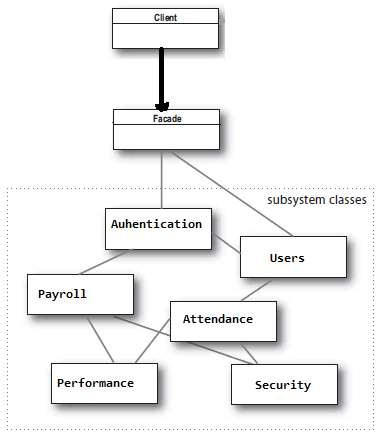 Client
Facade
subsystem classes
Auhentication
Users
Payroll
Attendance
Performance
Security